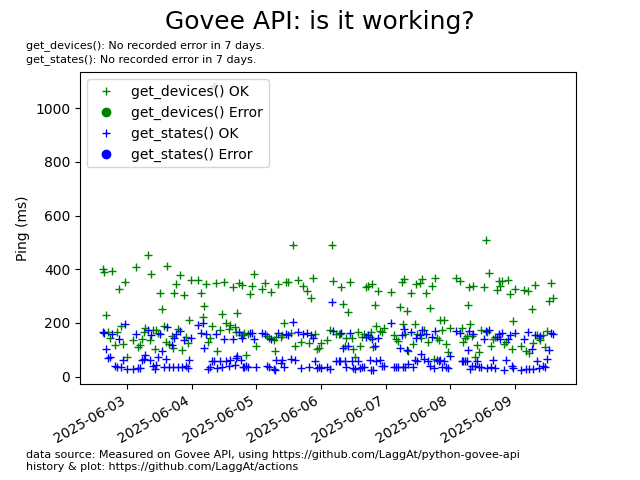 Govee API: is it working?
get_devices(): No recorded error in 7 days.
get_states(): No recorded error in 7 days.
get_devices() OK
get_devices() Error
get_states() OK
get_states() Error
Ping (ms)
1000
800
600
400
200
0
2025-06-03
2025-06-04
2025-06-05
2025-06-06
2025-06-07
2025-06-08
2025-06-09
data source: Measured on Govee API, using https://github.com/LaggAt/python-govee-api
history & plot: https://github.com/LaggAt/actions